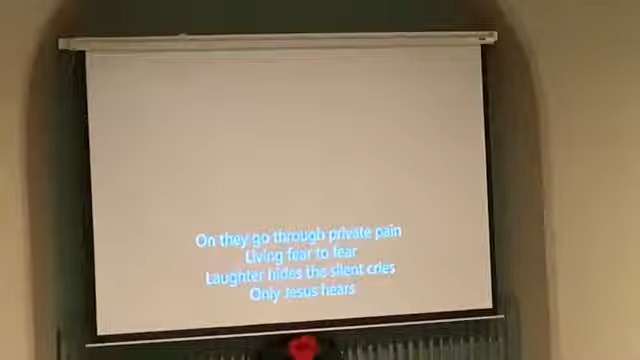 On they go through private pain
Living fear to fear
Laughter hides the silent cries
Only Jesus hears